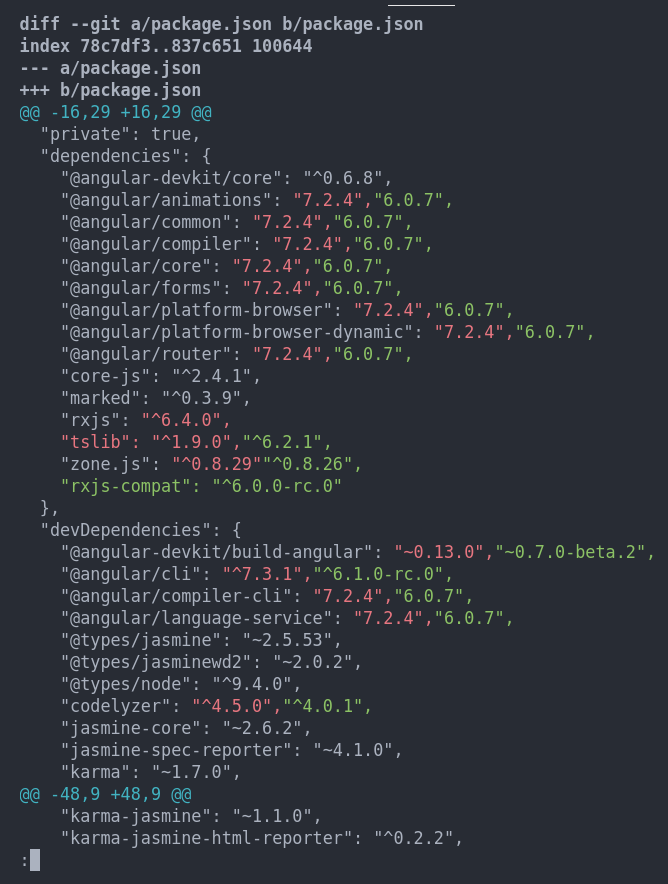 diff --git a/package.json b/package.json
index 78c7df3..837c651 100644
--- a/package.json
+++ b/package.json
@@ -16,29 +16,29 @@
  "private": true,
  "dependencies": {
    "@angular-devkit/core": "^0.6.8",
    "@angular/animations": "7.2.4","6.0.7",
    "@angular/common": "7.2.4","6.0.7",
    "@angular/compiler": "7.2.4","6.0.7",
    "@angular/core": "7.2.4","6.0.7",
    "@angular/forms": "7.2.4","6.0.7",
    "@angular/platform-browser": "7.2.4","6.0.7",
    "@angular/platform-browser-dynamic": "7.2.4","6.0.7",
    "@angular/router": "7.2.4","6.0.7",
    "core-js": "^2.4.1",
    "marked": "^0.3.9",
    "rxjs": "^6.4.0",
    "tslib": "^1.9.0","^6.2.1",
    "zone.js": "^0.8.29""^0.8.26",
    "rxjs-compat": "^6.0.0-rc.0"
  },
  "devDependencies": {
    "@angular-devkit/build-angular": "~0.13.0","~0.7.0-beta.2",
    "@angular/cli": "^7.3.1","^6.1.0-rc.0",
    "@angular/compiler-cli": "7.2.4","6.0.7",
    "@angular/language-service": "7.2.4","6.0.7",
    "@types/jasmine": "~2.5.53",
    "@types/jasminewd2": "~2.0.2",
    "@types/node": "^9.4.0",
    "codelyzer": "^4.5.0","^4.0.1",
    "jasmine-core": "~2.6.2",
    "jasmine-spec-reporter": "~4.1.0",
    "karma": "~1.7.0",
@@ -48,9 +48,9 @@
    "karma-jasmine": "~1.1.0",
    "karma-jasmine-html-reporter": "^0.2.2",
: